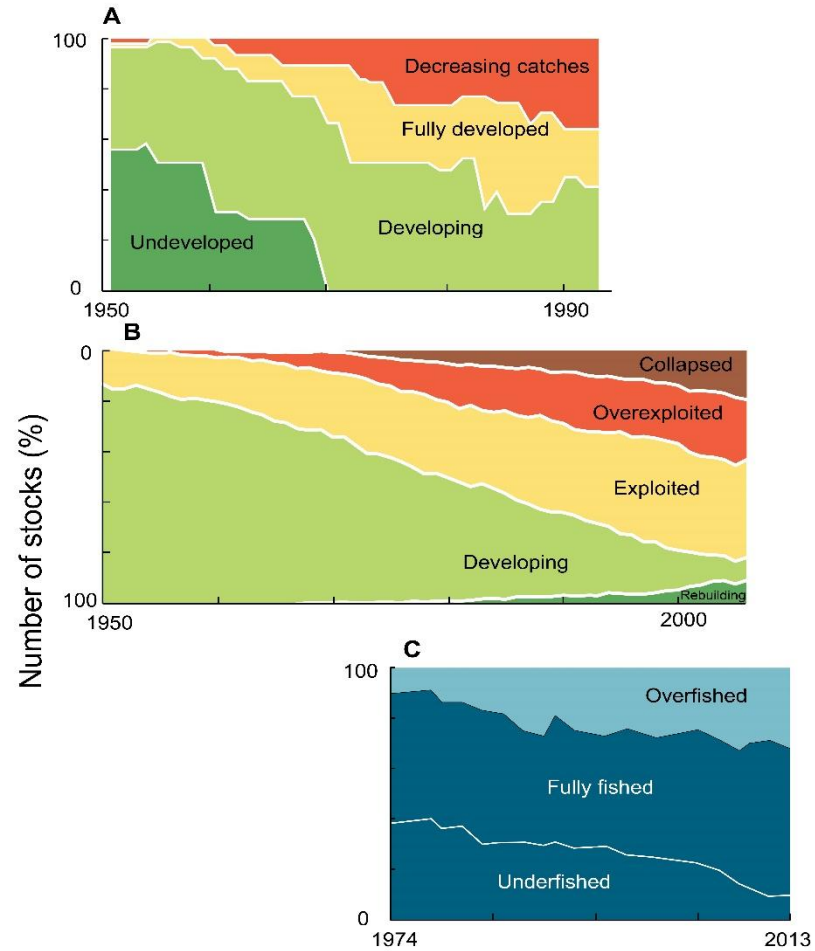 A
100
Decreasing catches
Fully developed
Undeveloped
Developing
0
1950
1990
B
0
Collapsed
Overexploited
Exploited
Developing
Rebuilding
100
1950
2000
Number of stocks (%)
C
100
Overfished
Fully fished
Underfished
0
1974
2013